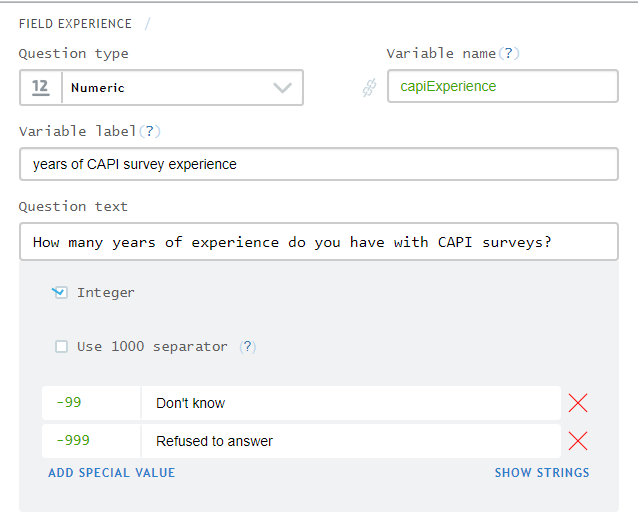 FIELD EXPERIENCE /
Question type
Variable name(?)
12 Numeric
capiExperience
Variable label(?)
years of CAPI survey experience
Question text
How many years of experience do you have with CAPI surveys?
Integer
Use 1000 separator (?)
-99 Don't know
-999 Refused to answer
ADD SPECIAL VALUE
SHOW STRINGS